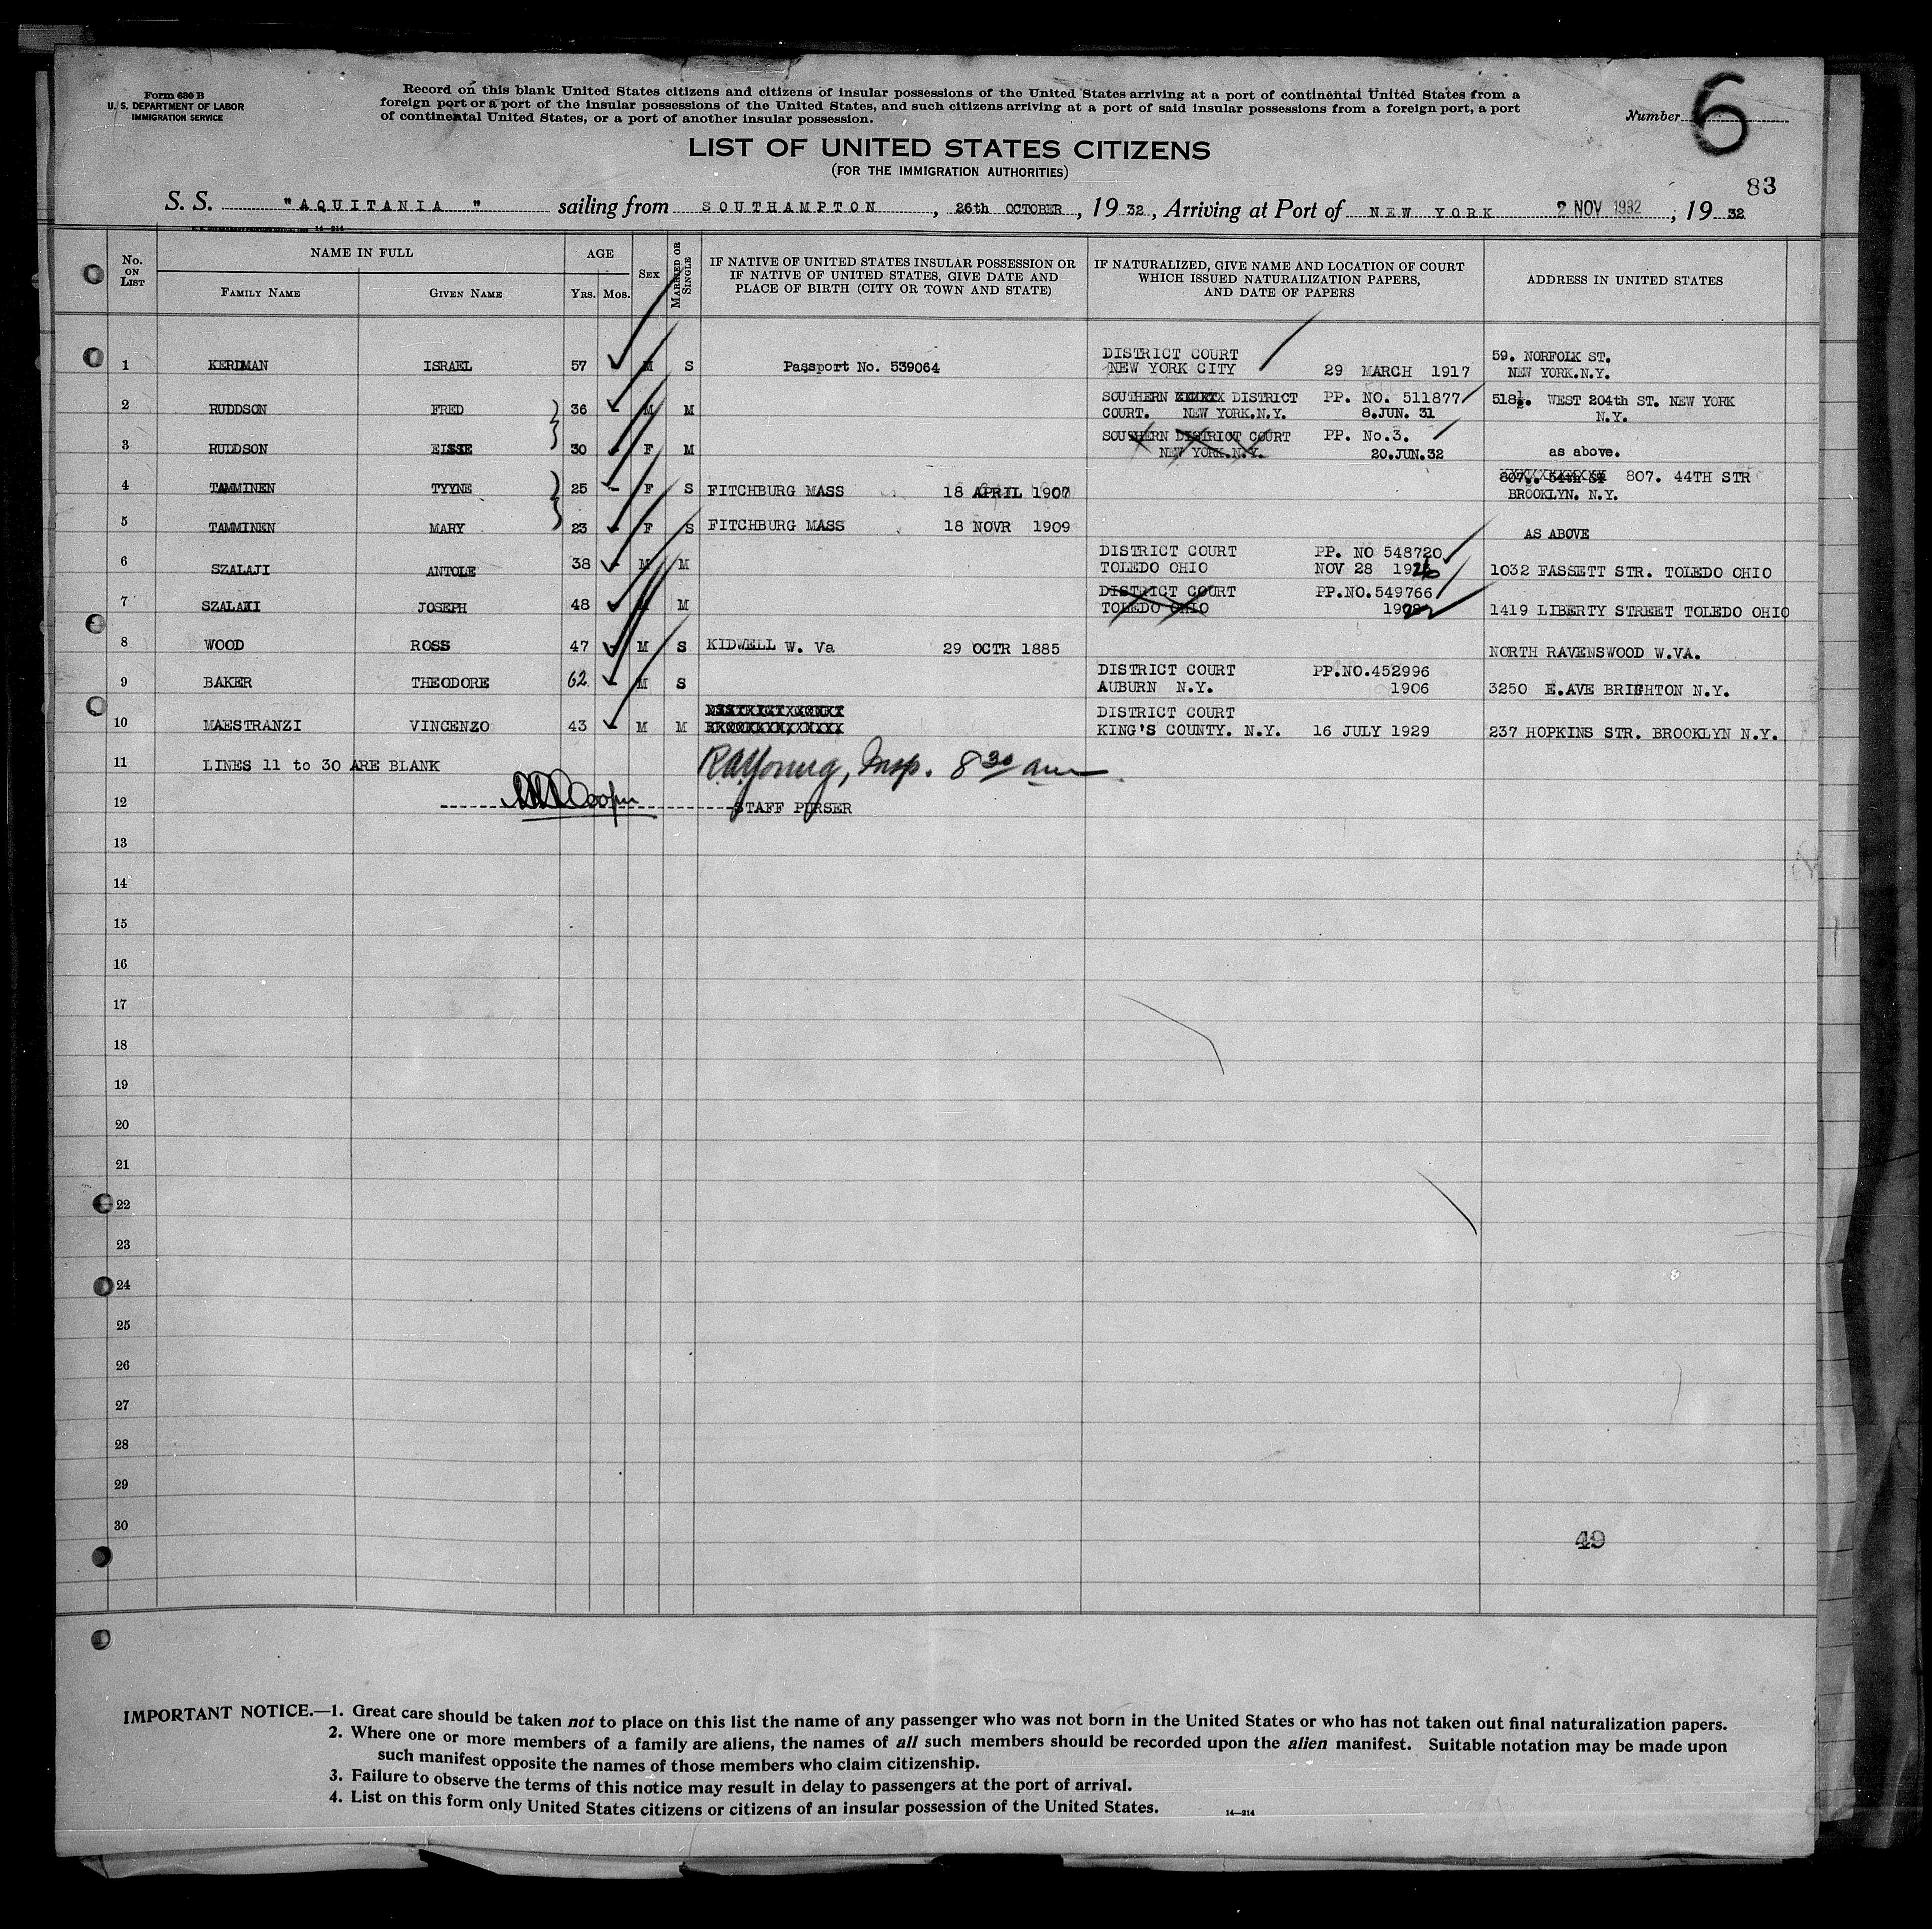 Form 630 B
U. S. DEPARTMENT OF LABOR
IMMIGRATION SERVICE
Record on this blank United States citizens and citizens of insular possessions of the United States arriving at a port of continental United States from a
foreign port or a port of the insular possessions of the United States, and such citizens arriving at a port of said insular possessions from a foreign port, a port
of continental United States, or a port of another insular possession.
Number 6
LIST OF UNITED STATES CITIZENS
(FOR THE IMMIGRATION AUTHORITIES)
83
S. S. "AQUITANIA" sailing from SOUTHAMPTON, 26th OCTOBER, 1932, Arriving at Port of NEW YORK 2 NOV 1932, 1932
14-214
No. ON LIST
NAME IN FULL
FAMILY NAME GIVEN NAME
AGE
Yrs. Mos.
SEX
MARRIED OR SINGLE
IF NATIVE OF UNITED STATES INSULAR POSSESSION OR
IF NATIVE OF UNITED STATES, GIVE DATE AND
PLACE OF BIRTH (CITY OR TOWN AND STATE)
IF NATURALIZED, GIVE NAME AND LOCATION OF COURT
WHICH ISSUED NATURALIZATION PAPERS,
AND DATE OF PAPERS
ADDRESS IN UNITED STATES
1 KERDMAN ISRAEL 57 M S Passport No. 539064 DISTRICT COURT 59. NORFOLK ST.
NEW YORK CITY 29 MARCH 1917 NEW YORK.N.Y.
2 RUDDSON FRED 36 M M SOUTHERN DISTRICT PP. NO. 511877 518½. WEST 204th ST. NEW YORK
COURT. NEW YORK.N.Y. 8.JUN. 31 N.Y.
3 RUDDSON 30 F M SOUTHERN DISTRICT COURT PP. No.3.
NEW YORK.N.Y. 20.JUN.32 as above.
4 TAMMINEN TYYNE 25 F S FITCHBURG MASS 18 APRIL 1907 807. 54th St 807. 44TH STR
BROOKLYN. N.Y.
5 TAMMINEN MARY 23 F S FITCHBURG MASS 18 NOVR 1909 AS ABOVE
6 SZALAJI ANTOLE 38 M M DISTRICT COURT PP. NO 548720
TOLEDO OHIO NOV 28 1926 1032 FASSETT STR. TOLEDO OHIO
7 JOSEPH 48 M M DISTRICT COURT PP.NO.549766
TOLEDO OHIO 1419 LIBERTY STREET TOLEDO OHIO
8 WOOD ROSS 47 M S KIDWELL W. Va 29 OCTR 1885 NORTH RAVENSWOOD W.VA.
9 BAKER THEODORE 62 M S DISTRICT COURT PP.NO.452996
AUBURN N.Y. 1906 3250 E.AVE BRIGHTON N.Y.
10 MAESTRANZI VINCENZO 43 M M DISTRICT COURT
KING'S COUNTY. N.Y. 16 JULY 1929 237 HOPKINS STR. BROOKLYN N.Y.
11 LINES 11 to 30 ARE BLANK R.A. Young, Insp. 8 30 am
12 Cooper STAFF PURSER
13
14
15
16
17
18
19
20
21
22
23
24
25
26
27
28
29
30
49
IMPORTANT NOTICE.—1. Great care should be taken not to place on this list the name of any passenger who was not born in the United States or who has not taken out final naturalization papers.
2. Where one or more members of a family are aliens, the names of all such members should be recorded upon the alien manifest. Suitable notation may be made upon
such manifest opposite the names of those members who claim citizenship.
3. Failure to observe the terms of this notice may result in delay to passengers at the port of arrival.
4. List on this form only United States citizens or citizens of an insular possession of the United States.
14—214